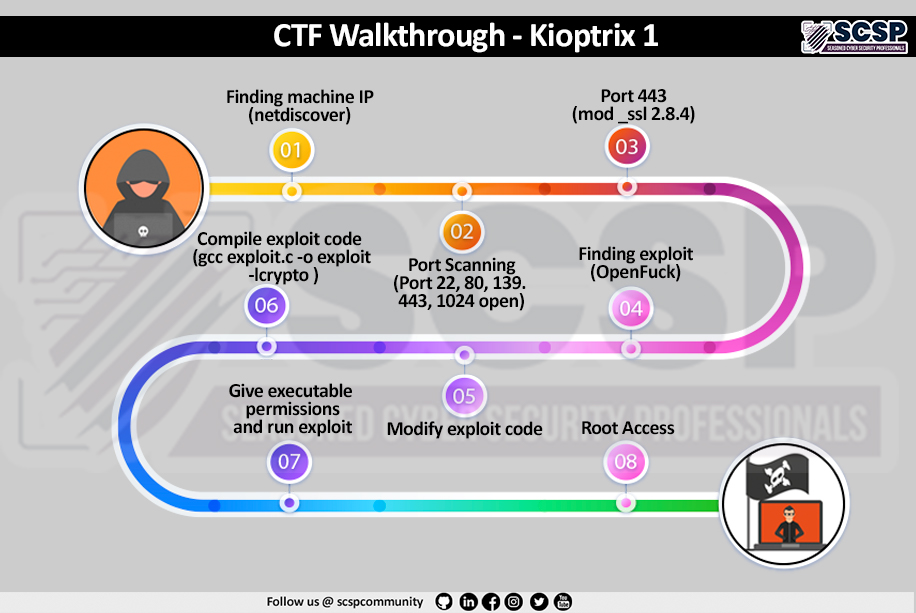 CTF Walkthrough - Kioptrix 1
SCSP
SEASONED CYBER SECURITY PROFESSIONALS
Finding machine IP
(netdiscover)
01
Port 443
(mod _ssl 2.8.4)
03
02
Port Scanning
(Port 22, 80, 139.
443, 1024 open)
Finding exploit
(OpenFuck)
04
Compile exploit code
(gcc exploit.c -o exploit
-lcrypto )
06
05
Modify exploit code
Give executable
permissions
and run exploit
07
Root Access
08
SCSP
SEASONED CYBER SECURITY PROFESSIONALS
Follow us @ scspcommunity
You
Tube